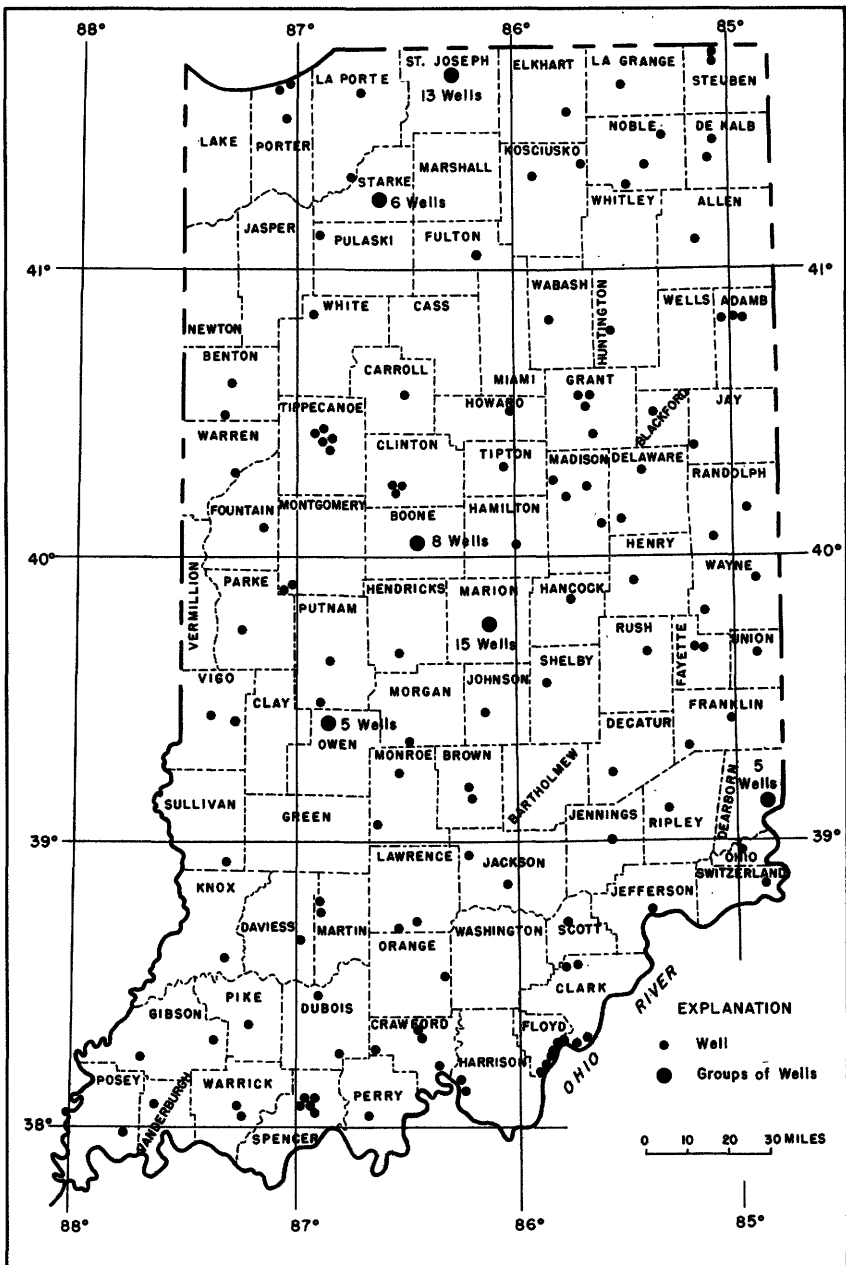 88° 87° 86° 85°
ST. JOSEPH
LA PORTE
ELKHART
LA GRANGE
STEUBEN
13 Wells
LAKE
PORTER
NOBLE
DE KALB
KOSCIUSKO
MARSHALL
STARKE
6 Wells
WHITLEY
ALLEN
JASPER
PULASKI
FULTON
41° 41°
WABASH
HUNTINGTON
WELLS
ADAMB
WHITE
CASS
NEWTON
BENTON
CARROLL
MIAMI
GRANT
HOWARD
BLACKFORD
JAY
TIPPECANOE
WARREN
CLINTON
TIPTON
MADISON
DELAWARE
RANDOLPH
FOUNTAIN
MONTGOMERY
BOONE
HAMILTON
8 Wells
HENRY
40° 40°
WAYNE
VERMILLION
PARKE
HENDRICKS
MARION
HANCOCK
PUTNAM
15 Wells
RUSH
FAYETTE
UNION
SHELBY
VIGO
CLAY
MORGAN
JOHNSON
FRANKLIN
5 Wells
DECATUR
OWEN
MONROE
BROWN
BARTHOLMEW
5
Wells
DEARBORN
SULLIVAN
GREEN
JENNINGS
RIPLEY
39° 39°
OHIO
LAWRENCE
JACKSON
SWITZERLAND
KNOX
JEFFERSON
DAVIESS
MARTIN
WASHINGTON
SCOTT
ORANGE
CLARK
PIKE
GIBSON
DUBOIS
CRAWFORD
FLOYD
HARRISON
OHIO RIVER
EXPLANATION
Well
Groups of Wells
POSEY
VANDERBURGH
WARRICK
PERRY
38°
SPENCER
0 10 20 30 MILES
88° 87° 86° 85°